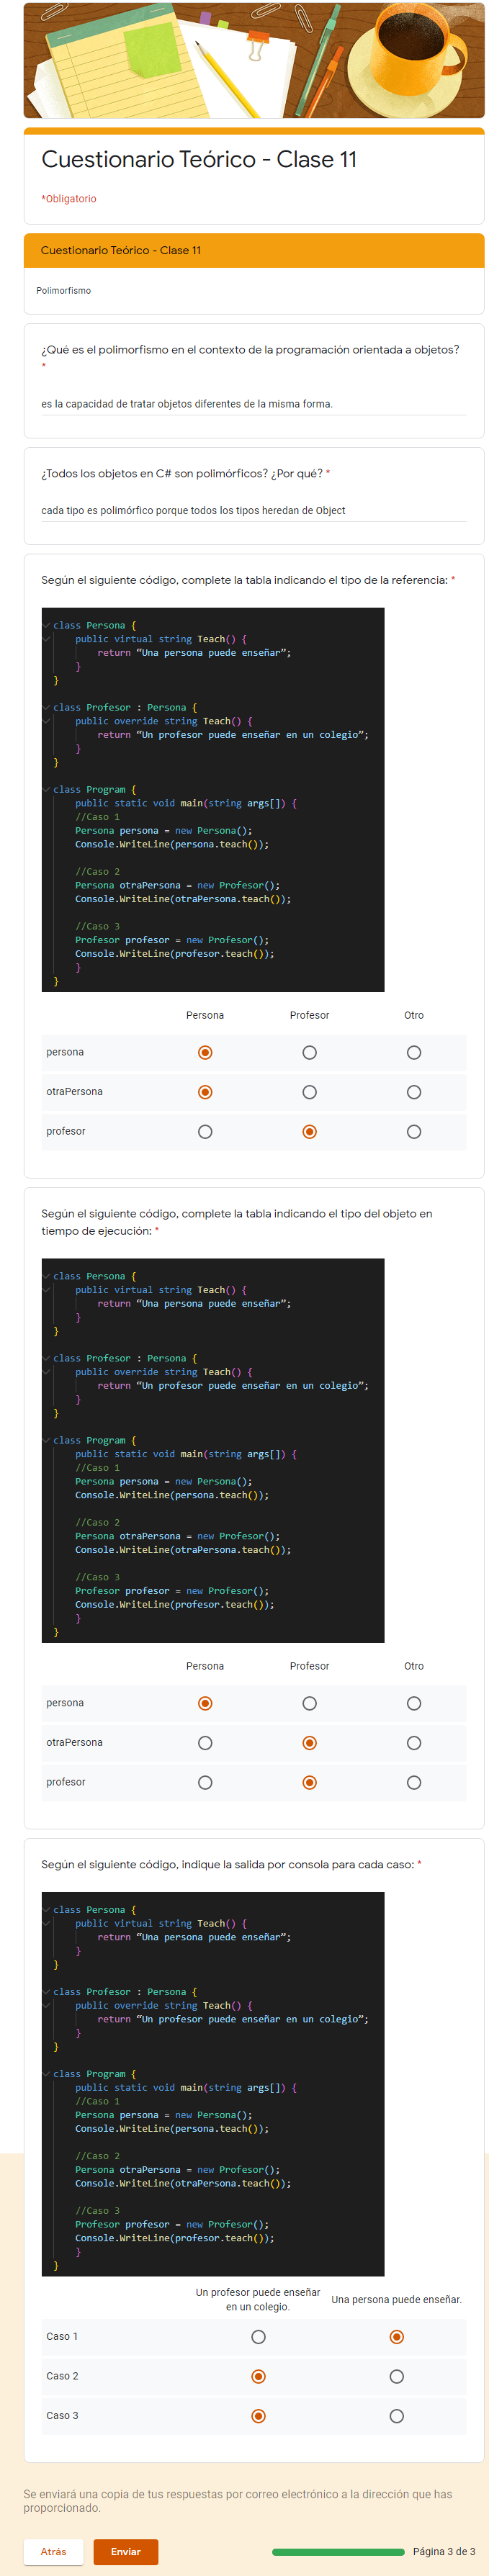 Cuestionario Teórico - Clase 11
*Obligatorio
Cuestionario Teórico - Clase 11
Polimorfismo
¿Qué es el polimorfismo en el contexto de la programación orientada a objetos?
*
es la capacidad de tratar objetos diferentes de la misma forma.
¿Todos los objetos en C# son polimórficos? ¿Por qué? *
cada tipo es polimórfico porque todos los tipos heredan de Object
Según el siguiente código, complete la tabla indicando el tipo de la referencia: *
class Persona {
public virtual string Teach() {
return “Una persona puede enseñar”;
}
}
class Profesor : Persona {
public override string Teach() {
return “Un profesor puede enseñar en un colegio”;
}
}
class Program {
public static void main(string args[]) {
//Caso 1
Persona persona = new Persona();
Console.WriteLine(persona.teach());
//Caso 2
Persona otraPersona = new Profesor();
Console.WriteLine(otraPersona.teach());
//Caso 3
Profesor profesor = new Profesor();
Console.WriteLine(profesor.teach());
}
}
Persona Profesor Otro
persona
otraPersona
profesor
Según el siguiente código, complete la tabla indicando el tipo del objeto en
tiempo de ejecución: *
class Persona {
public virtual string Teach() {
return “Una persona puede enseñar”;
}
}
class Profesor : Persona {
public override string Teach() {
return “Un profesor puede enseñar en un colegio”;
}
}
class Program {
public static void main(string args[]) {
//Caso 1
Persona persona = new Persona();
Console.WriteLine(persona.teach());
//Caso 2
Persona otraPersona = new Profesor();
Console.WriteLine(otraPersona.teach());
//Caso 3
Profesor profesor = new Profesor();
Console.WriteLine(profesor.teach());
}
}
Persona Profesor Otro
persona
otraPersona
profesor
Según el siguiente código, indique la salida por consola para cada caso: *
class Persona {
public virtual string Teach() {
return “Una persona puede enseñar”;
}
}
class Profesor : Persona {
public override string Teach() {
return “Un profesor puede enseñar en un colegio”;
}
}
class Program {
public static void main(string args[]) {
//Caso 1
Persona persona = new Persona();
Console.WriteLine(persona.teach());
//Caso 2
Persona otraPersona = new Profesor();
Console.WriteLine(otraPersona.teach());
//Caso 3
Profesor profesor = new Profesor();
Console.WriteLine(profesor.teach());
}
}
Un profesor puede enseñar
en un colegio.
Una persona puede enseñar.
Caso 1
Caso 2
Caso 3
Se enviará una copia de tus respuestas por correo electrónico a la dirección que has
proporcionado.
Atrás Enviar Página 3 de 3